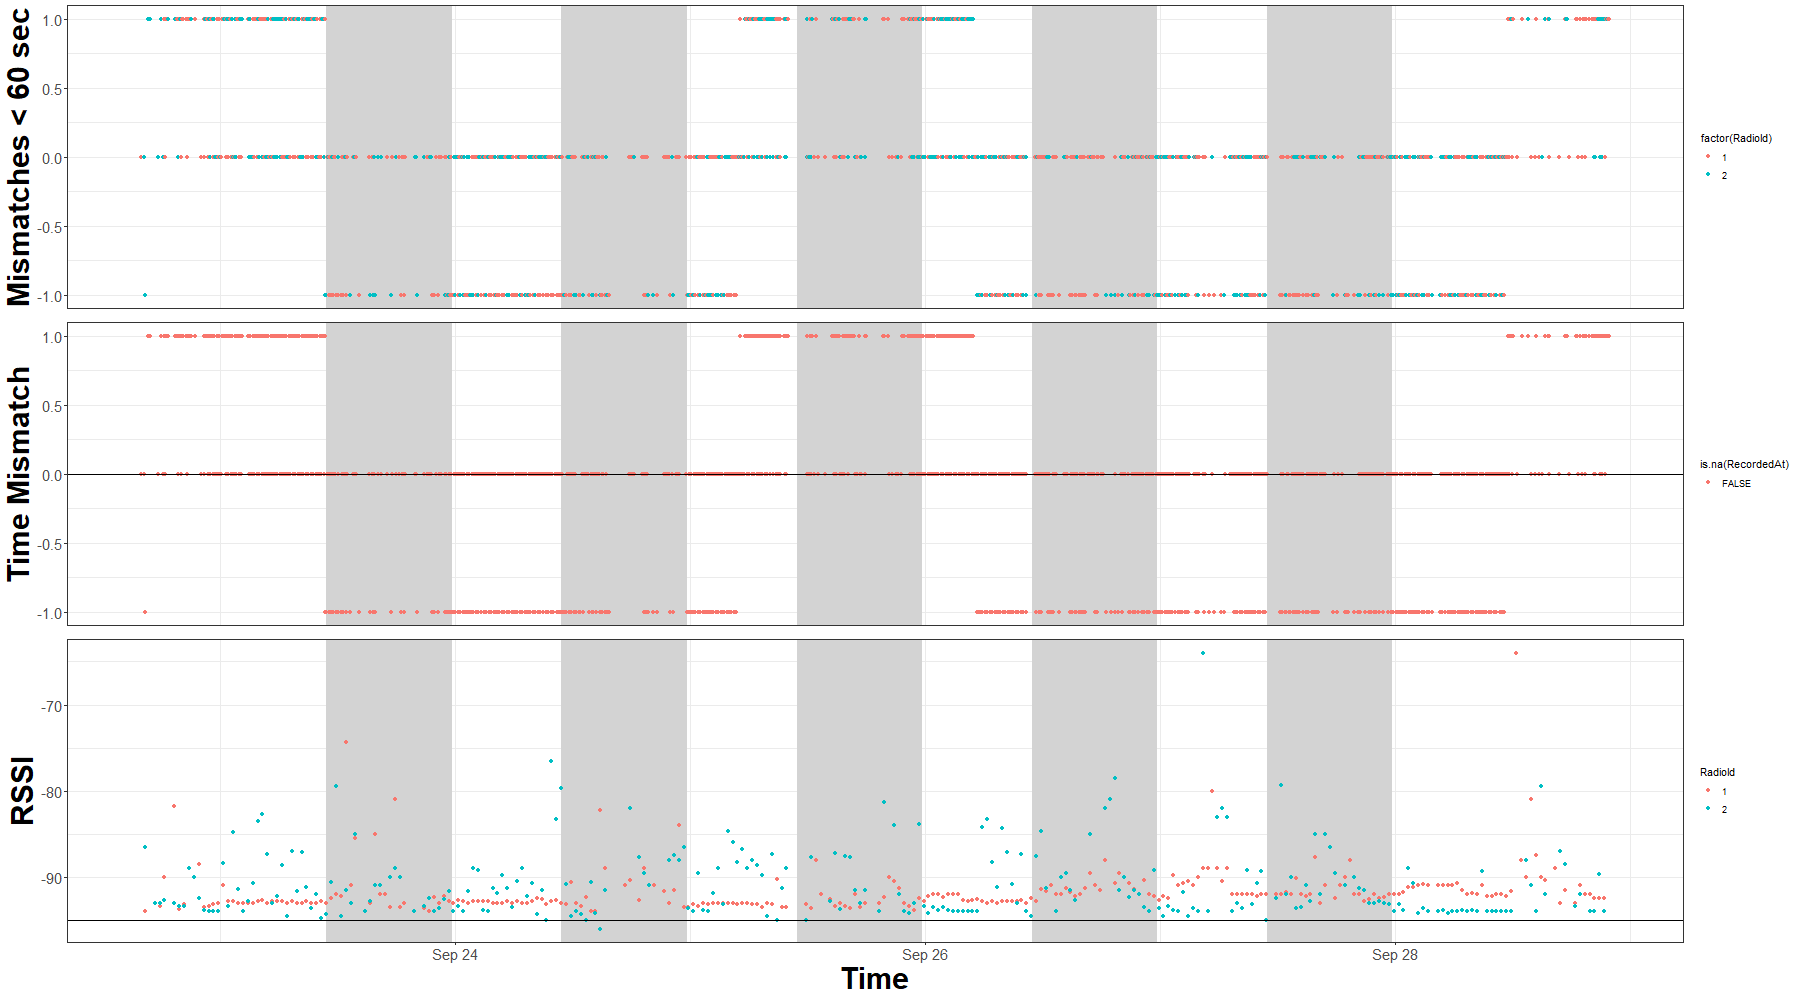 Mismatches < 60 sec
1.0
0.5
0.0
-0.5
-1.0
factor(RadioId)
1
2
Time Mismatch
1.0
0.5
0.0
-0.5
-1.0
is.na(RecordedAt)
FALSE
RSSI
-70
-80
-90
RadioId
1
2
Sep 24
Sep 26
Sep 28
Time